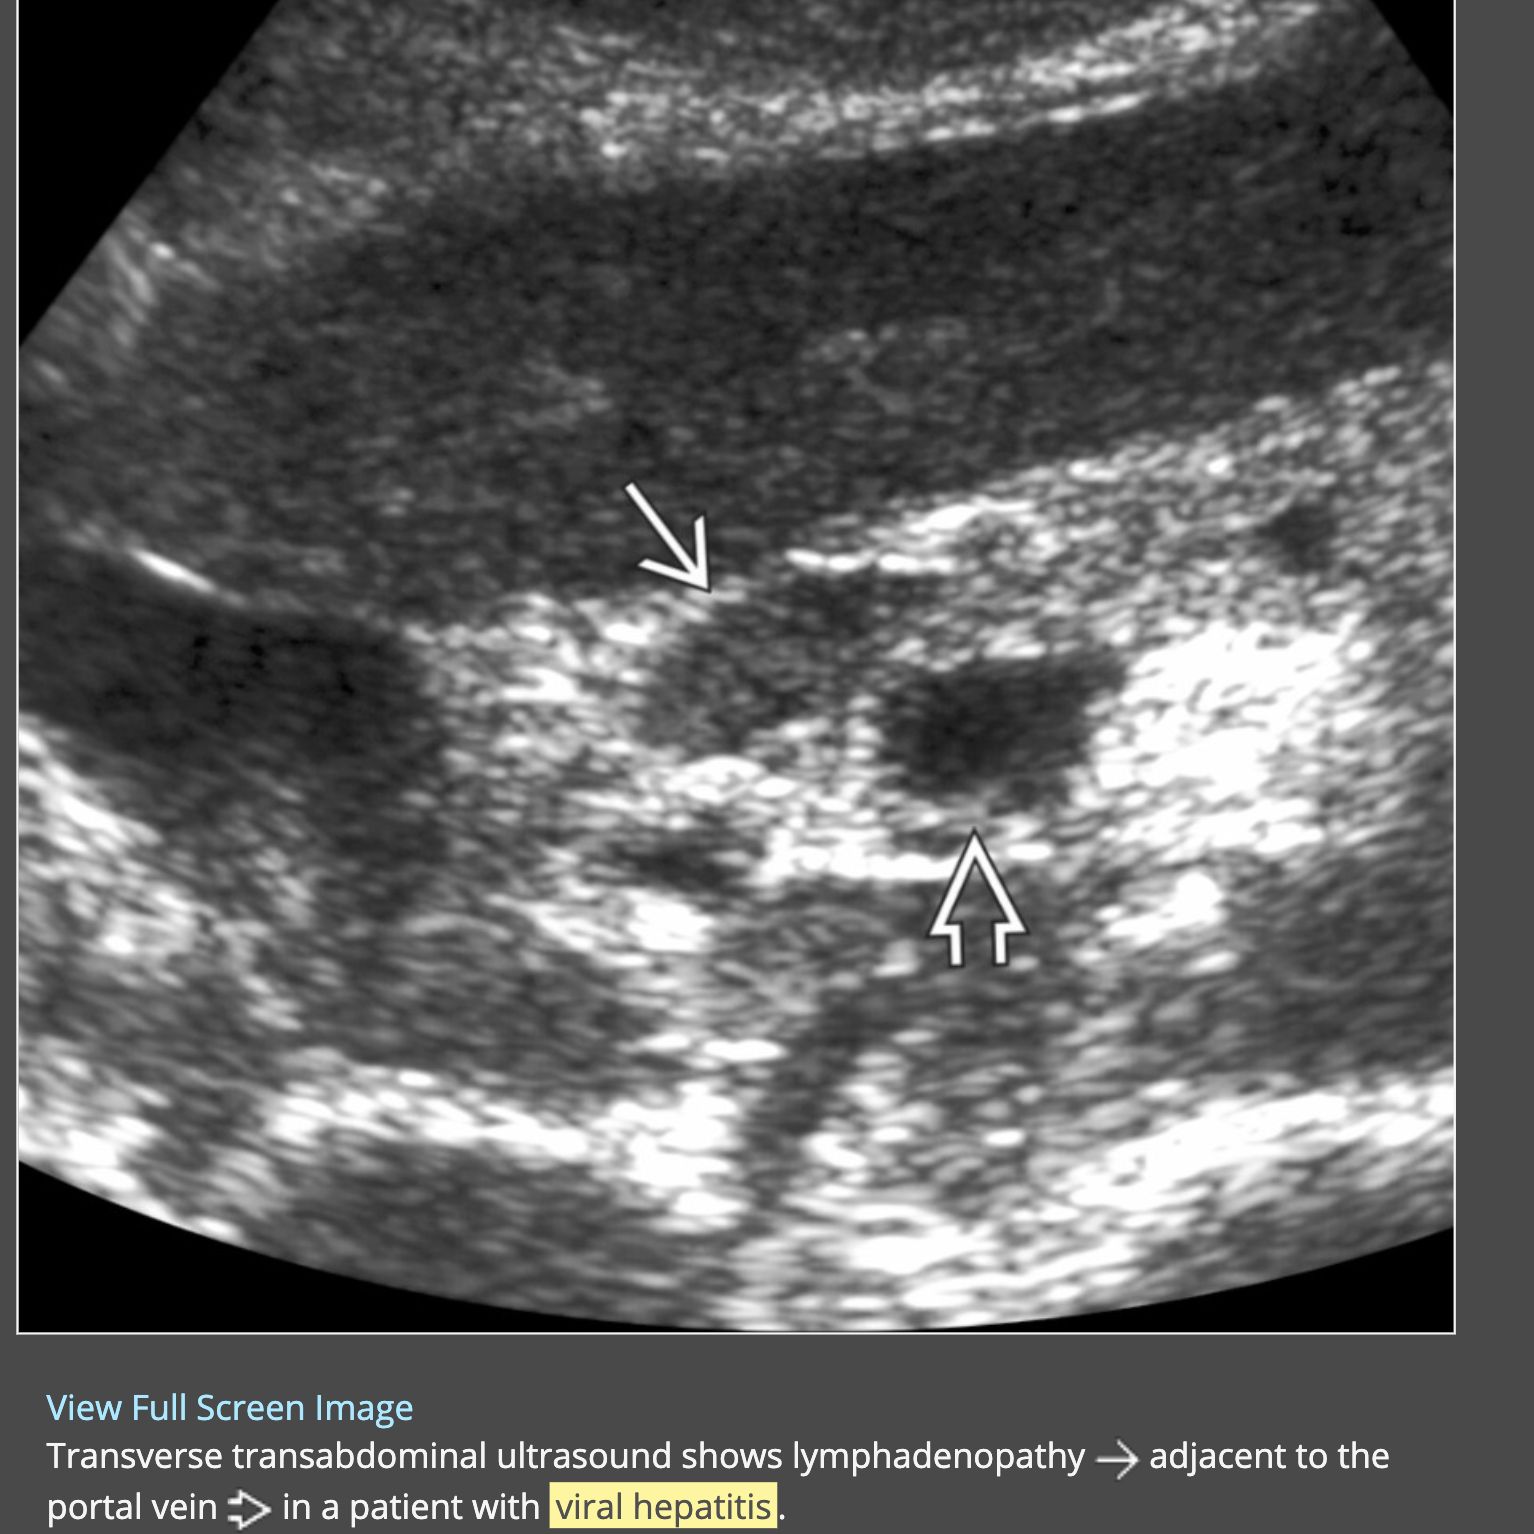 View Full Screen Image
Transverse transabdominal ultrasound shows lymphadenopathy → adjacent to the
portal vein ⇨ in a patient with viral hepatitis.